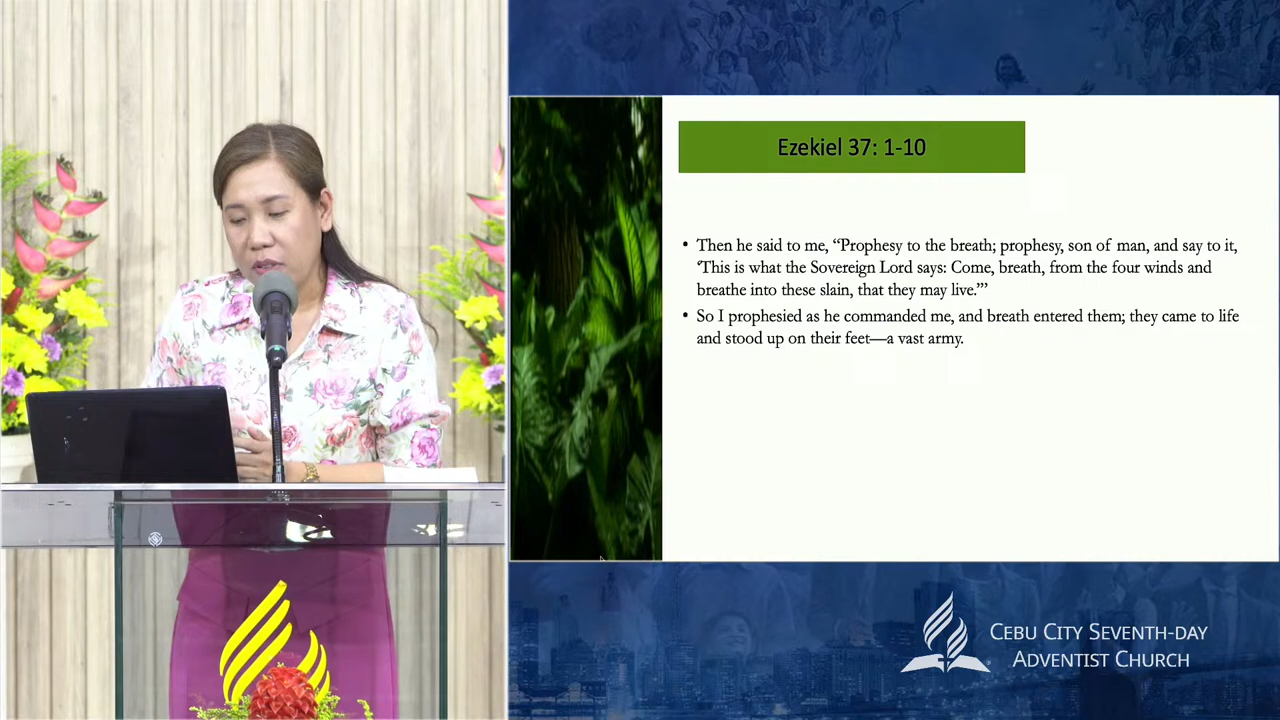 Ezekiel 37: 1-10
• Then he said to me, “Prophesy to the breath; prophesy, son of man, and say to it,
‘This is what the Sovereign Lord says: Come, breath, from the four winds and
breathe into these slain, that they may live.’”
• So I prophesied as he commanded me, and breath entered them; they came to life
and stood up on their feet—a vast army.
CEBU CITY SEVENTH-DAY
ADVENTIST CHURCH